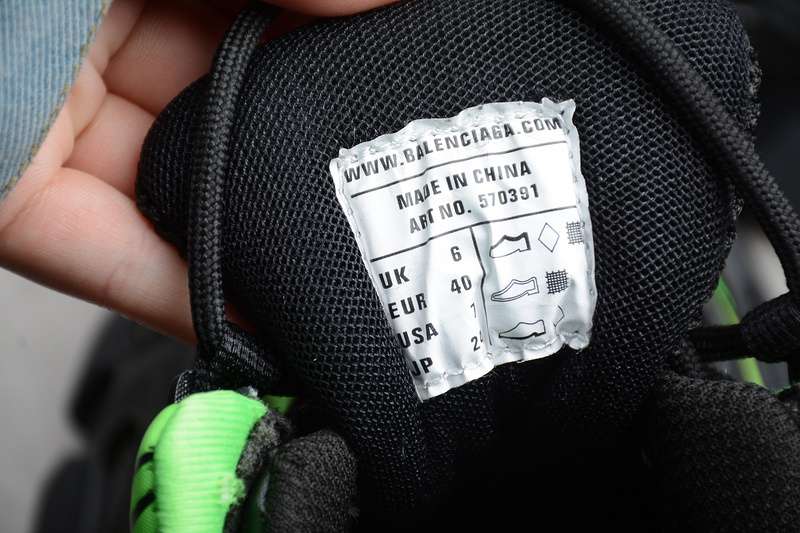 WWW.BALENCIAGA.COM
MADE IN CHINA
ART NO. 570391
UK 6
EUR 40
USA
JP